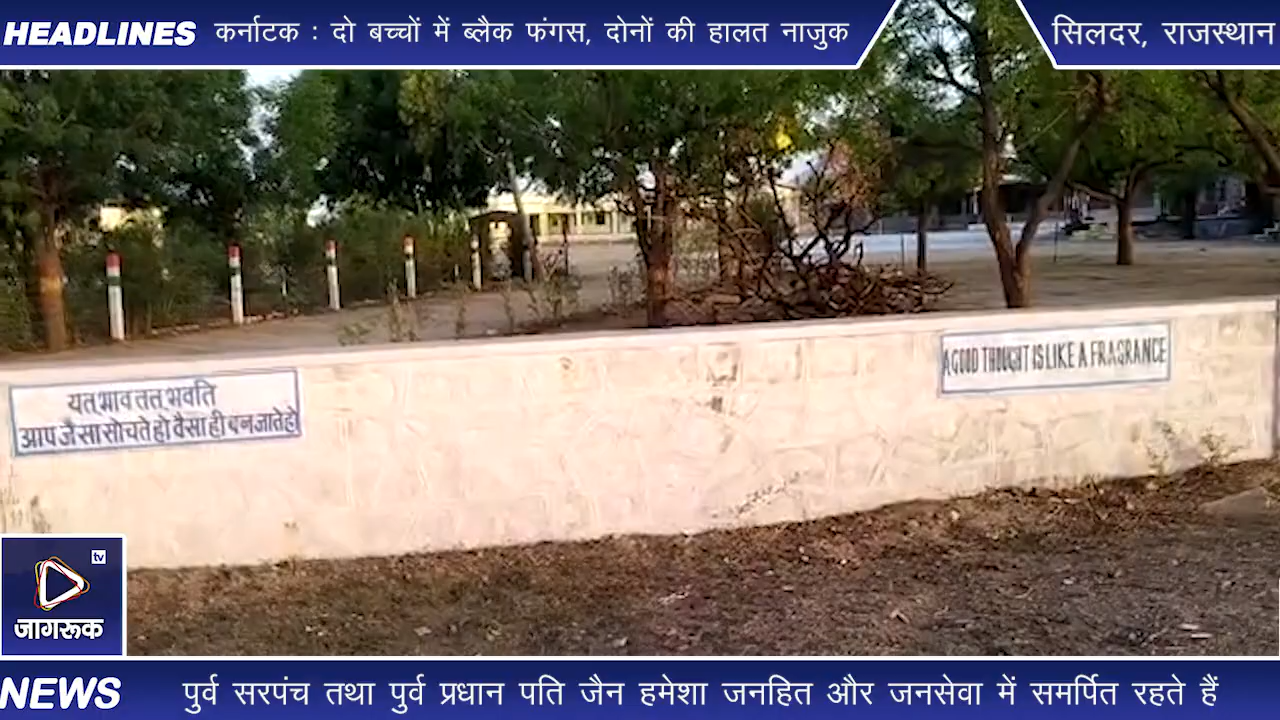 HEADLINES कर्नाटक : दो बच्चों में ब्लैक फंगस, दोनों की हालत नाजुक
सिलदर, राजस्थान
यत् भाव तत् भवति
आप जैसा सोचते हो वैसा ही बन जाते हो
A GOOD THOUGHT IS LIKE A FRAGRANCE
tv
जागरूक
NEWS पुर्व सरपंच तथा पुर्व प्रधान पति जैन हमेशा जनहित और जनसेवा में समर्पित रहते हैं